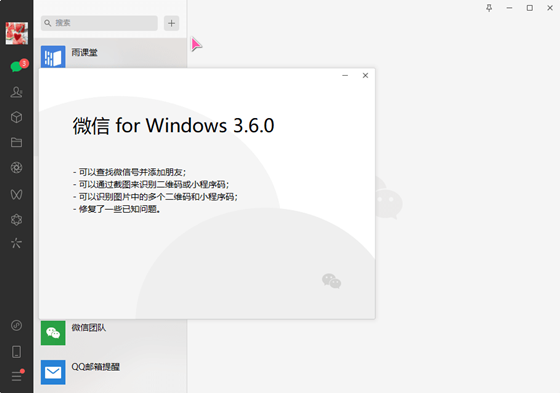 3
搜索
雨课堂
微信 for Windows 3.6.0
- 可以查找微信号并添加朋友；
- 可以通过截图来识别二维码或小程序码；
- 可以识别图片中的多个二维码和小程序码；
- 修复了一些已知问题。
微信团队
QQ邮箱提醒